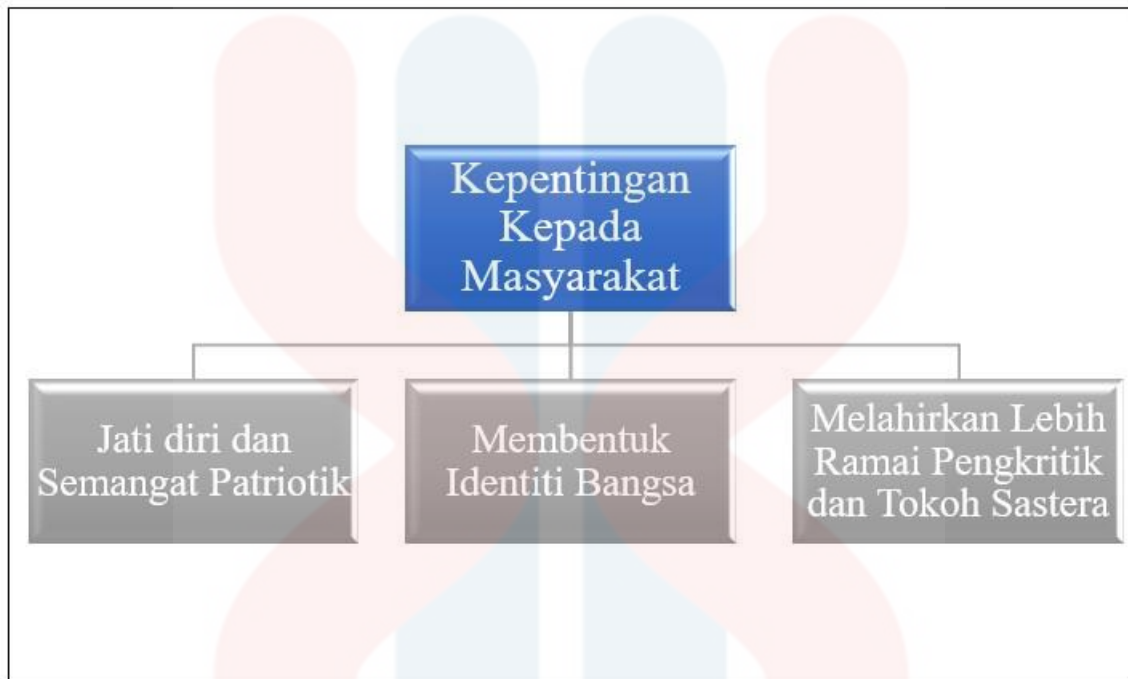 Kepentingan
Kepada
Masyarakat
Jati diri dan
Semangat Patriotik
Membentuk
Identiti Bangsa
Melahirkan Lebih
Ramai Pengkritik
dan Tokoh Sastera